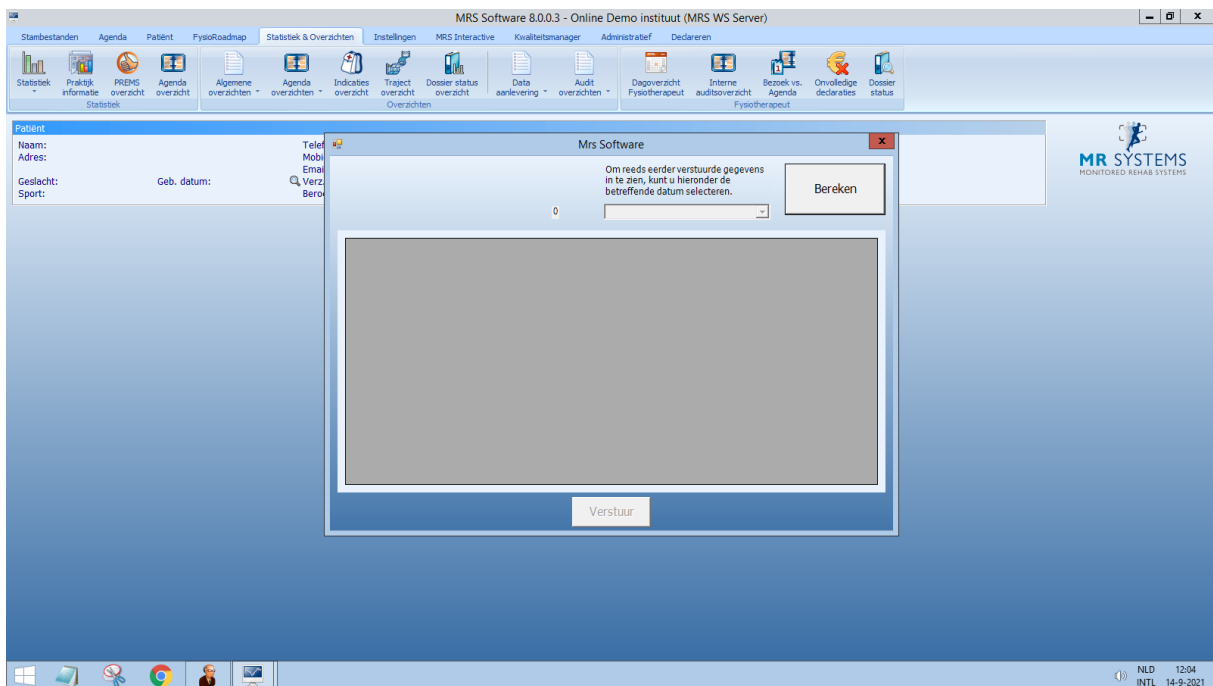 MRS Software 8.0.0.3 - Online Demo instituut (MRS WS Server)
Stambestanden Agenda Patiënt FysioRoadmap Statistiek & Overzichten Instellingen MRS Interactive Kwaliteitsmanager Administratief Declareren
Statistiek Praktijk informatie PREMS overzicht Agenda overzicht Algemene overzichten Agenda overzichten Indicaties overzicht Traject overzicht Dossier status overzicht Data aanlevering Audit overzichten Dagoverzicht Fysiotherapeut Interne auditsoverzicht Bezoek vs. Agenda Onvolledige declaraties Dossier status
Statistiek Overzichten Fysiotherapeut
Patiënt
Naam: Telef
Adres: Mobi
Emai
Geslacht: Geb. datum: Verz.
Sport: Bero
MR SYSTEMS
MONITORED REHAB SYSTEMS
Mrs Software
Om reeds eerder verstuurde gegevens
in te zien, kunt u hieronder de
betreffende datum selecteren.
Bereken
0
Verstuur
NLD 12:04
INTL 14-9-2021